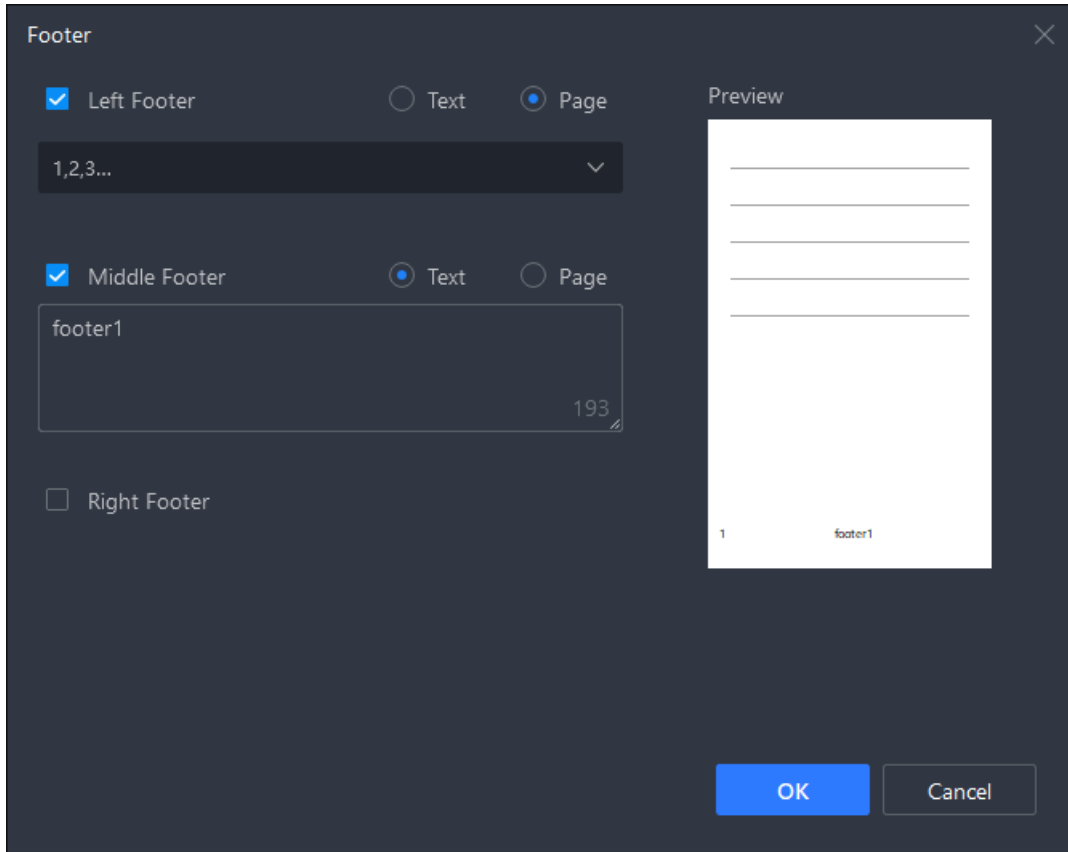 Footer
Left Footer Text Page
1,2,3...
Middle Footer Text Page
footer1
193
Right Footer
Preview
1 footer1
OK Cancel